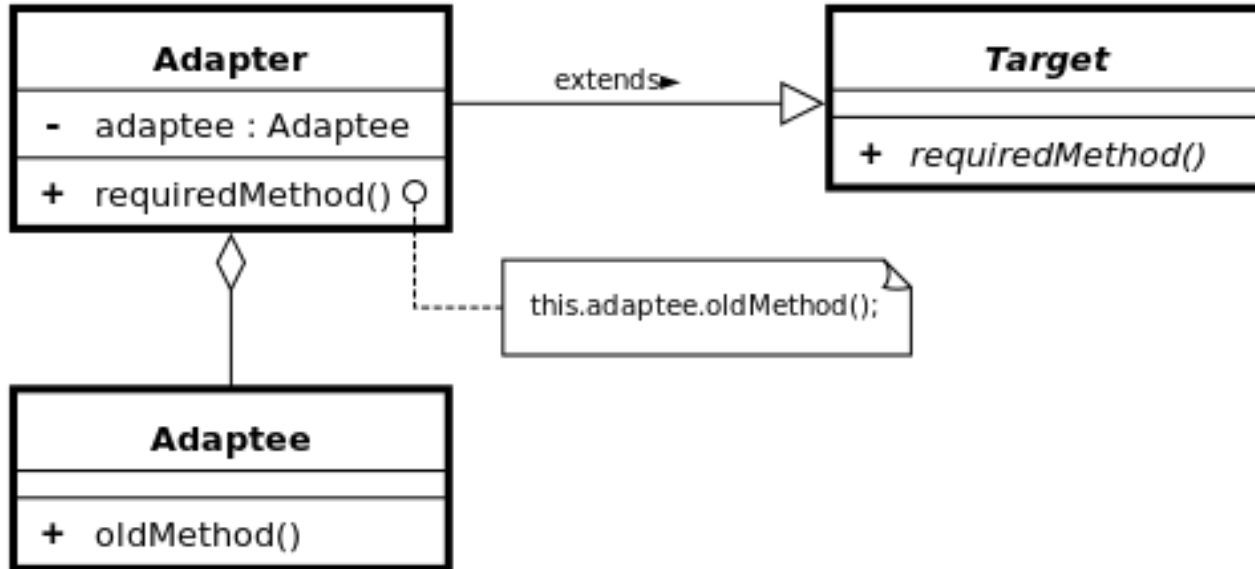 Adapter
- adaptee : Adaptee
+ requiredMethod()
extends►
Target
+ requiredMethod()
this.adaptee.oldMethod();
Adaptee
+ oldMethod()